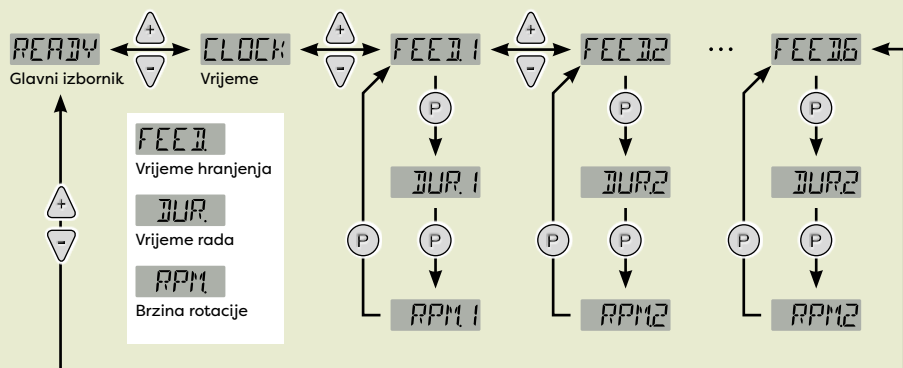 + + +
READY CLOCK FEED.1 FEED.2 ... FEED.6
- - -
Glavni izbornik Vrijeme
P P P
FEED.
Vrijeme hranjenja
DUR.1 DUR.2 DUR.2
+
DUR.
Vrijeme rada
-
P P P P P P
RPM.
Brzina rotacije
RPM.1 RPM.2 RPM.2